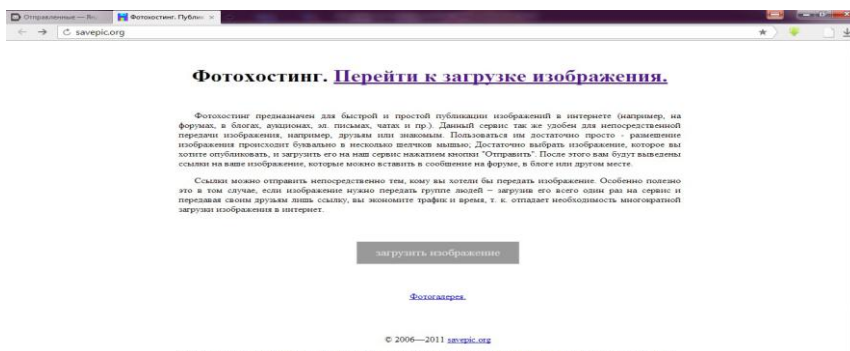 Отправленные — Ян
Фотохостинг. Публик
savepic.org
Фотохостинг. Перейти к загрузке изображения.
Фотохостинг предназначен для быстрой и простой публикации изображений в интернете (например, на
форумах, в блогах, аукционах, эл. письмах, чатах и пр.). Данный сервис так же удобен для непосредственной
передачи изображения, например, друзьям или знакомым. Пользоваться им достаточно просто - размещение
изображения происходит буквально в несколько щелчков мышью; Достаточно выбрать изображение, которое вы
хотите опубликовать, и загрузить его на наш сервис нажатием кнопки "Отправить". После этого вам будут выведены
ссылки на ваше изображение, которые можно вставить в сообщение на форуме, в блоге или другом месте.
Ссылки можно отправить непосредственно тем, кому вы хотели бы передать изображение. Особенно полезно
это в том случае, если изображение нужно передать группе людей – загрузив его всего один раз на сервис и
передавая своим друзьям лишь ссылку, вы экономите трафик и время, т. к. отпадает необходимость многократной
загрузки изображения в интернет.
загрузить изображение
Фотогалерея.
© 2006—2011 savepic.org